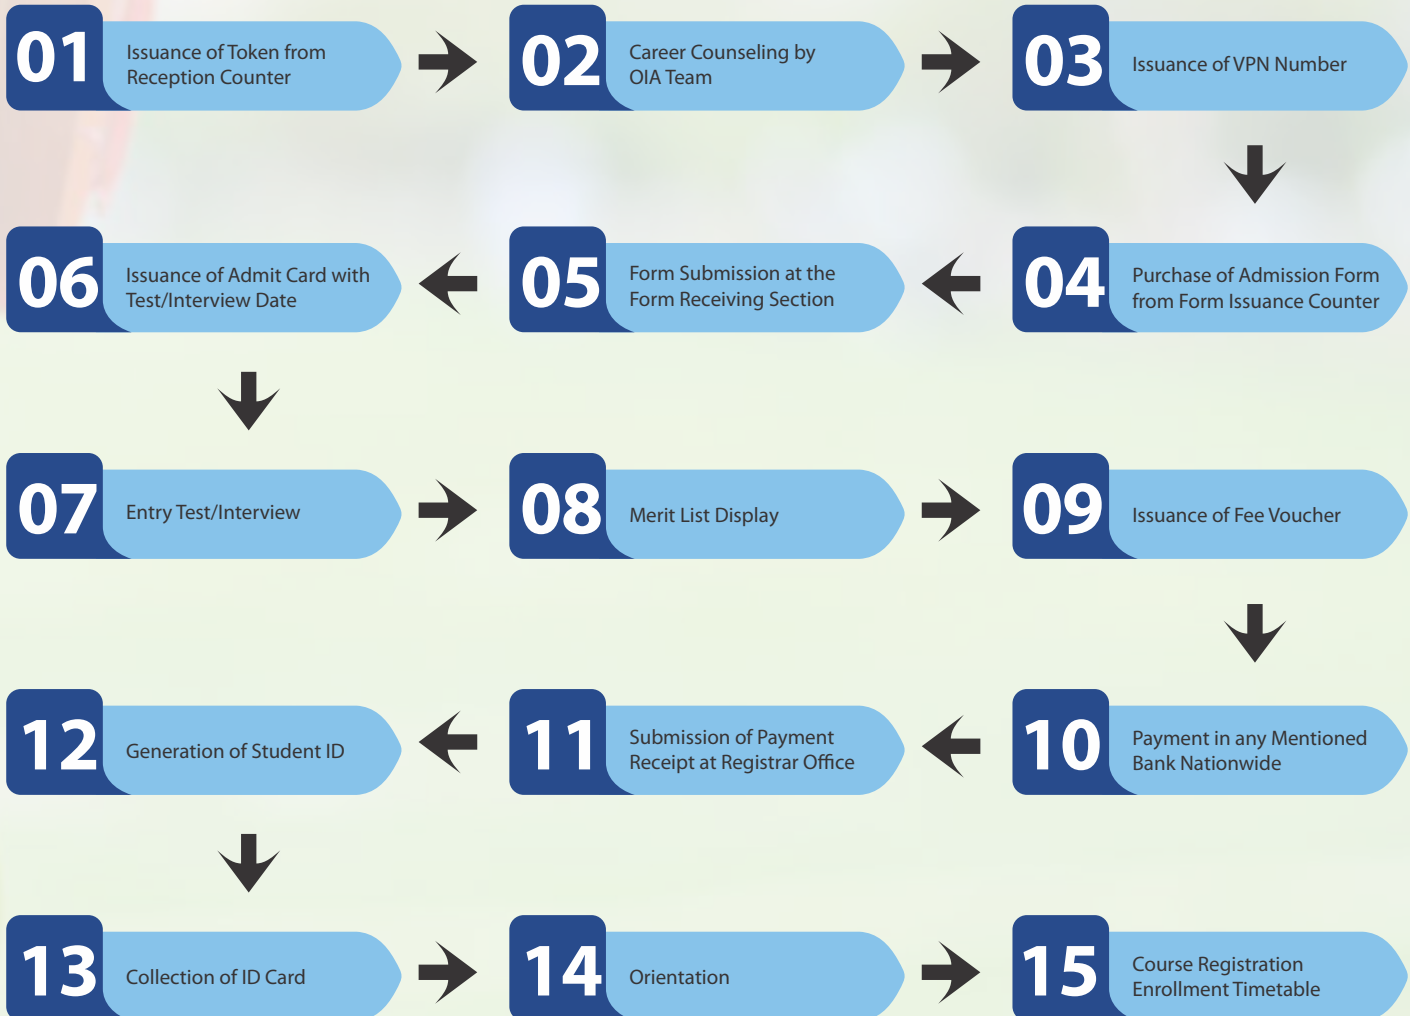 01
Issuance of Token from
Reception Counter
02
Career Counseling by
OIA Team
03
Issuance of VPN Number
04
Purchase of Admission Form
from Form Issuance Counter
05
Form Submission at the
Form Receiving Section
06
Issuance of Admit Card with
Test/Interview Date
07
Entry Test/Interview
08
Merit List Display
09
Issuance of Fee Voucher
10
Payment in any Mentioned
Bank Nationwide
11
Submission of Payment
Receipt at Registrar Office
12
Generation of Student ID
13
Collection of ID Card
14
Orientation
15
Course Registration
Enrollment Timetable